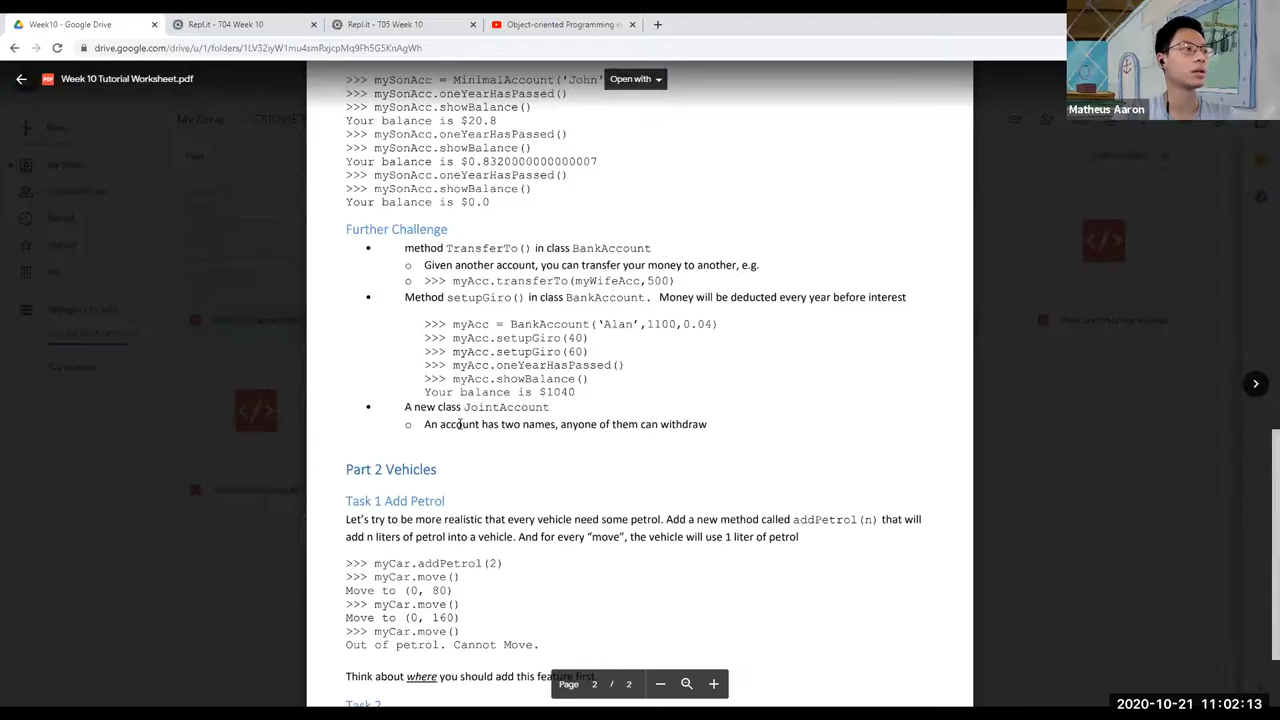 Week10 - Google Drive
Repl.it - T04 Week 10
Repl.it - T05 Week 10
Object-oriented Programming in
drive.google.com/drive/u/1/folders/1LV32iyW1mu4smRxjcpMq9Fh5G5KnAgWh
Week 10 Tutorial Worksheet.pdf
Open with
Matheus Aaron
>>> mySonAcc = MinimalAccount('John'
>>> mySonAcc.oneYearHasPassed()
>>> mySonAcc.showBalance()
Your balance is $20.8
>>> mySonAcc.oneYearHasPassed()
>>> mySonAcc.showBalance()
Your balance is $0.8320000000000007
>>> mySonAcc.oneYearHasPassed()
>>> mySonAcc.showBalance()
Your balance is $0.0
Further Challenge
• method TransferTo() in class BankAccount
o Given another account, you can transfer your money to another, e.g.
o >>> myAcc.transferTo(myWifeAcc,500)
• Method setupGiro() in class BankAccount. Money will be deducted every year before interest
>>> myAcc = BankAccount(‘Alan’,1100,0.04)
>>> myAcc.setupGiro(40)
>>> myAcc.setupGiro(60)
>>> myAcc.oneYearHasPassed()
>>> myAcc.showBalance()
Your balance is $1040
• A new class JointAccount
o An account has two names, anyone of them can withdraw
Part 2 Vehicles
Task 1 Add Petrol
Let’s try to be more realistic that every vehicle need some petrol. Add a new method called addPetrol(n) that will
add n liters of petrol into a vehicle. And for every “move”, the vehicle will use 1 liter of petrol
>>> myCar.addPetrol(2)
>>> myCar.move()
Move to (0, 80)
>>> myCar.move()
Move to (0, 160)
>>> myCar.move()
Out of petrol. Cannot Move.
Think about where you should add this feature first.
Page 2 / 2
Task 2
2020-10-21 11:02:13